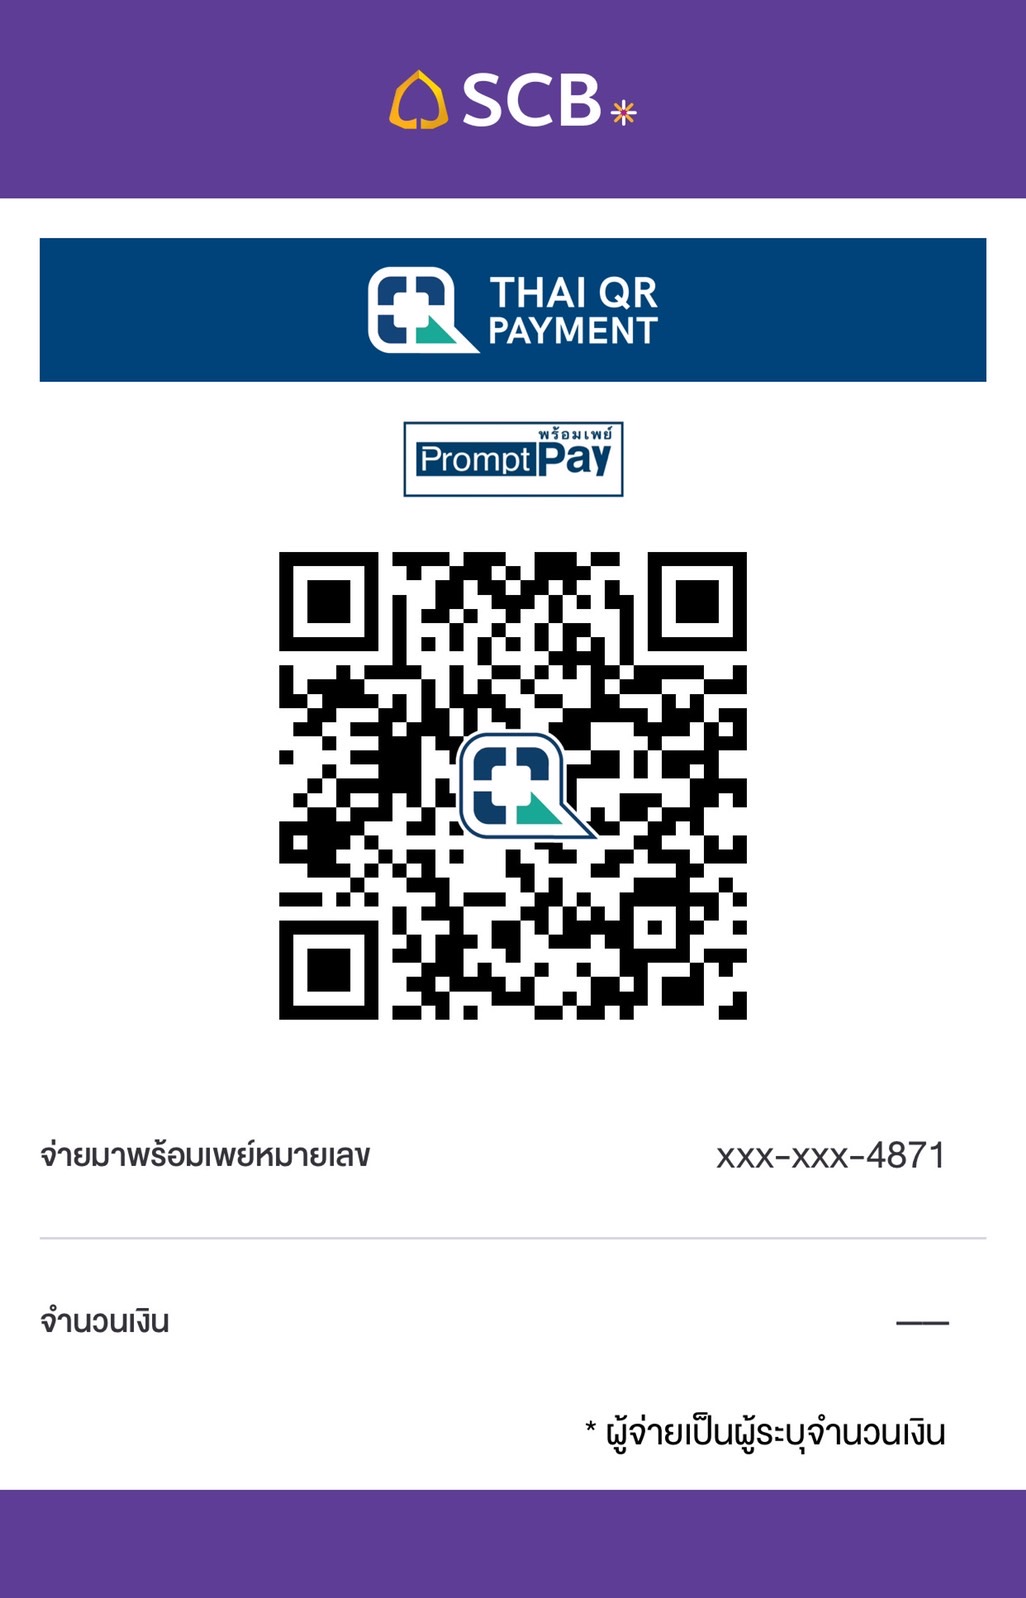 SCB
THAI QR
PAYMENT
พร้อมเพย์
PromptPay
จ่ายมาพร้อมเพย์หมายเลข xxx-xxx-4871
จำนวนเงิน ——
* ผู้จ่ายเป็นผู้ระบุจำนวนเงิน